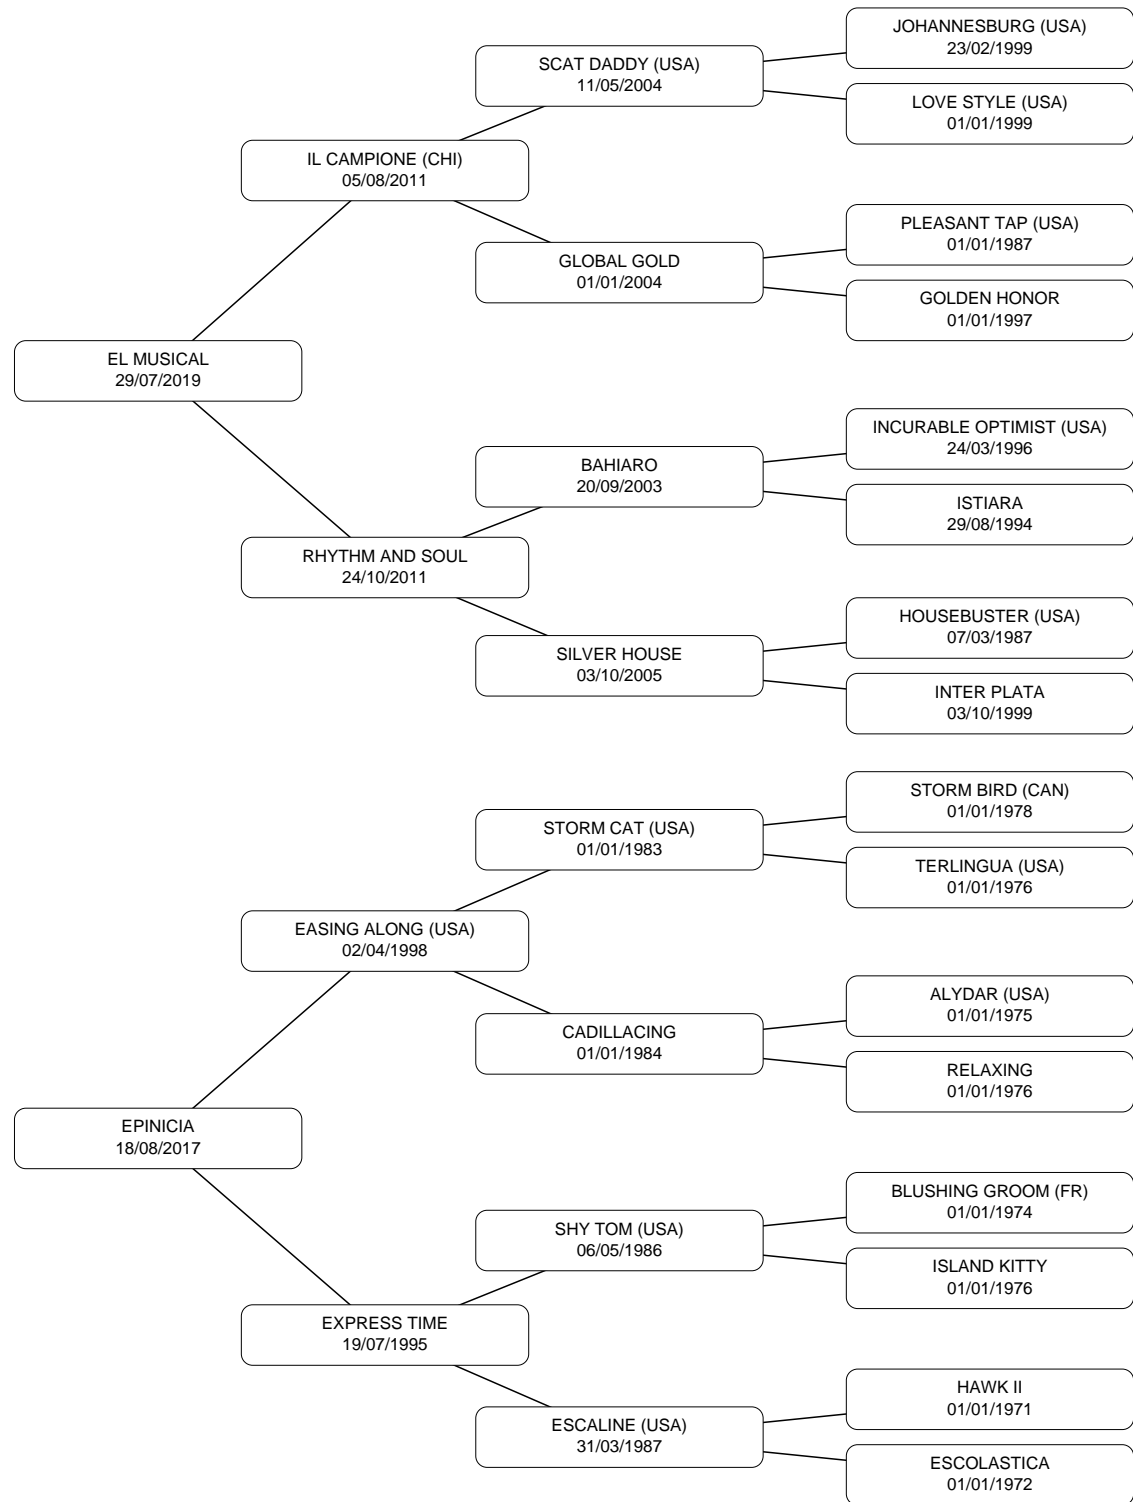 JOHANNESBURG (USA)
23/02/1999
SCAT DADDY (USA)
11/05/2004
LOVE STYLE (USA)
01/01/1999
IL CAMPIONE (CHI)
05/08/2011
PLEASANT TAP (USA)
01/01/1987
GLOBAL GOLD
01/01/2004
GOLDEN HONOR
01/01/1997
EL MUSICAL
29/07/2019
INCURABLE OPTIMIST (USA)
24/03/1996
BAHIARO
20/09/2003
ISTIARA
29/08/1994
RHYTHM AND SOUL
24/10/2011
HOUSEBUSTER (USA)
07/03/1987
SILVER HOUSE
03/10/2005
INTER PLATA
03/10/1999
STORM BIRD (CAN)
01/01/1978
STORM CAT (USA)
01/01/1983
TERLINGUA (USA)
01/01/1976
EASING ALONG (USA)
02/04/1998
ALYDAR (USA)
01/01/1975
CADILLACING
01/01/1984
RELAXING
01/01/1976
EPINICIA
18/08/2017
BLUSHING GROOM (FR)
01/01/1974
SHY TOM (USA)
06/05/1986
ISLAND KITTY
01/01/1976
EXPRESS TIME
19/07/1995
HAWK II
01/01/1971
ESCALINE (USA)
31/03/1987
ESCOLASTICA
01/01/1972